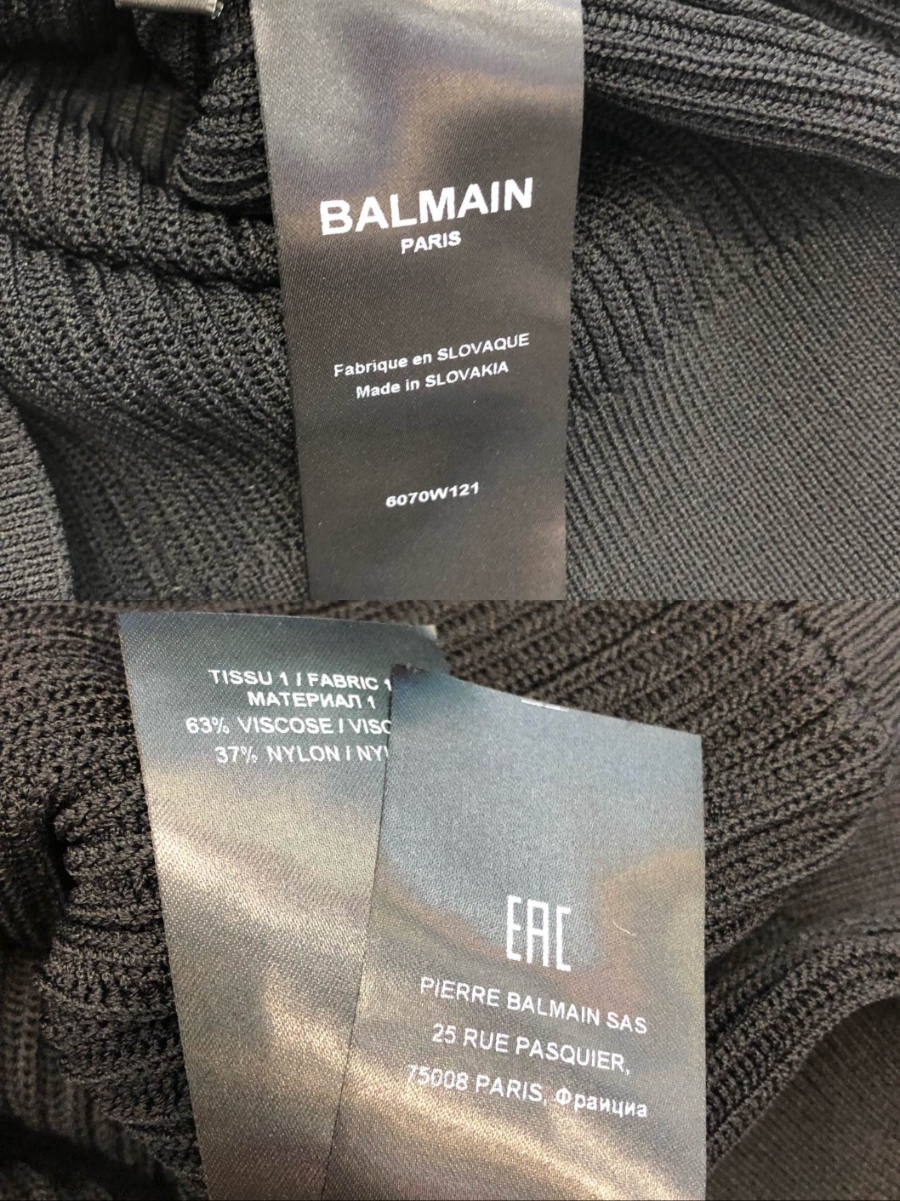 BALMAIN
PARIS
Fabrique en SLOVAQUE
Made in SLOVAKIA
6070W121
TISSU 1 / FABRIC 1
МАТЕРИАЛ 1
63% VISCOSE / VISC
37% NYLON / NY
EAC
PIERRE BALMAIN SAS
25 RUE PASQUIER,
75008 PARIS, Франция